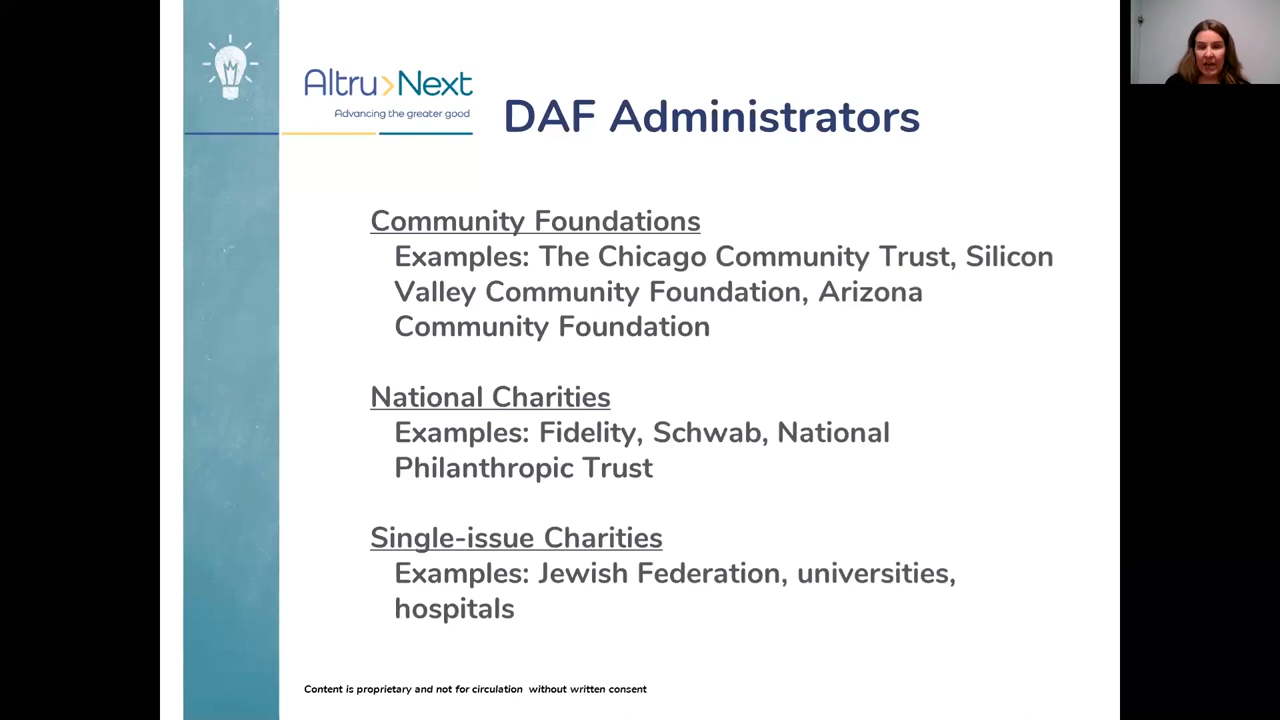 Altru>Next
Advancing the greater good
DAF Administrators
Community Foundations
Examples: The Chicago Community Trust, Silicon
Valley Community Foundation, Arizona
Community Foundation
National Charities
Examples: Fidelity, Schwab, National
Philanthropic Trust
Single-issue Charities
Examples: Jewish Federation, universities,
hospitals
Content is proprietary and not for circulation without written consent